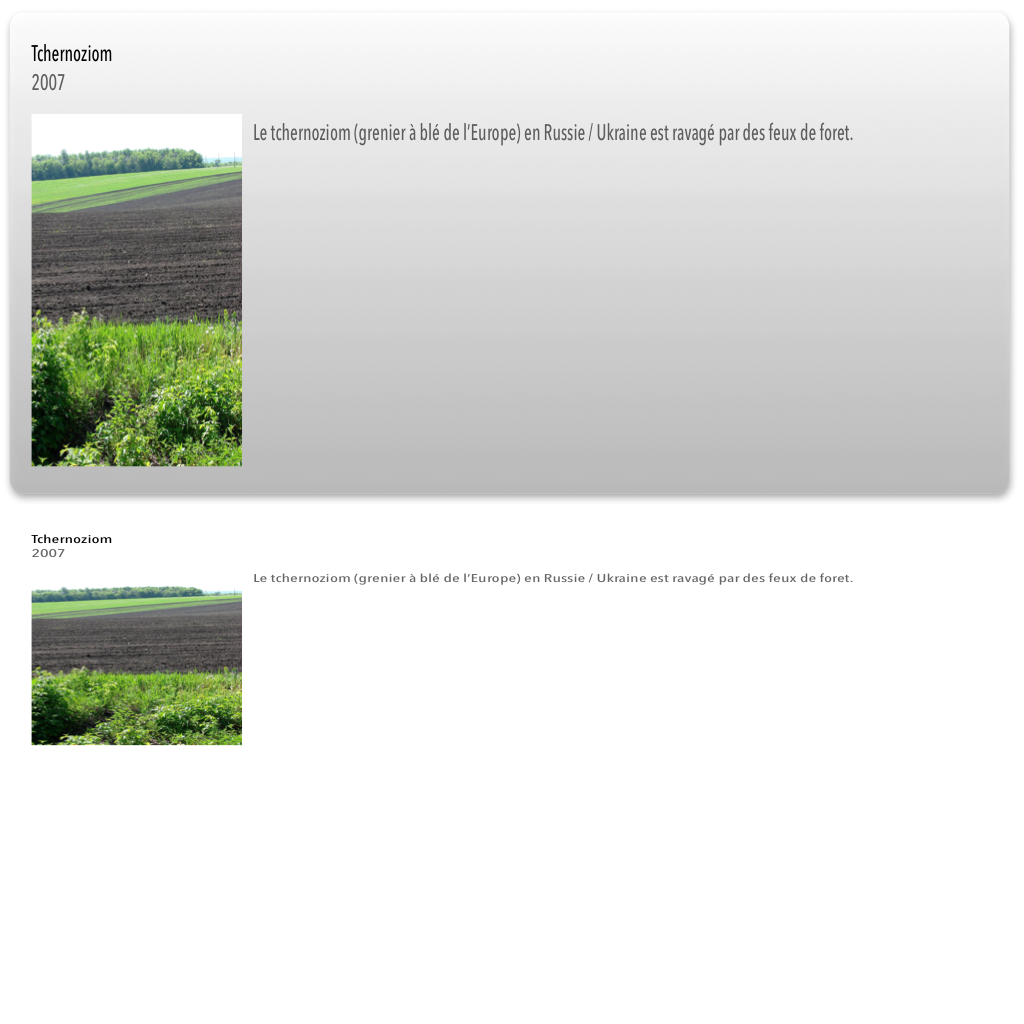 Tchernoziom
2007
Le tchernoziom (grenier à blé de l’Europe) en Russie / Ukraine est ravagé par des feux de foret.
Tchernoziom
2007
Le tchernoziom (grenier à blé de l’Europe) en Russie / Ukraine est ravagé par des feux de foret.